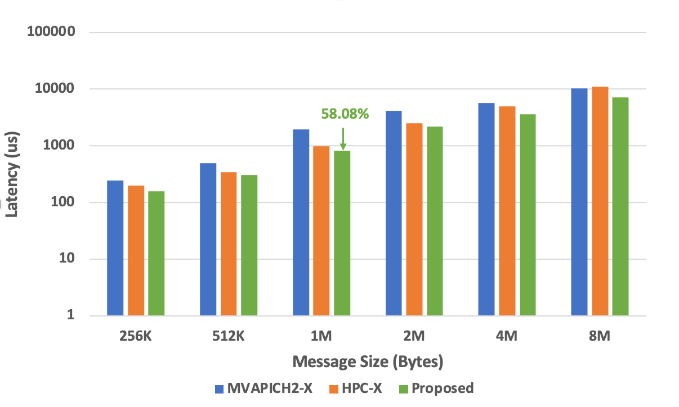 100000
10000
1000
100
10
1
Latency (us)
58.08%
256K 512K 1M 2M 4M 8M
Message Size (Bytes)
MVAPICH2-X HPC-X Proposed